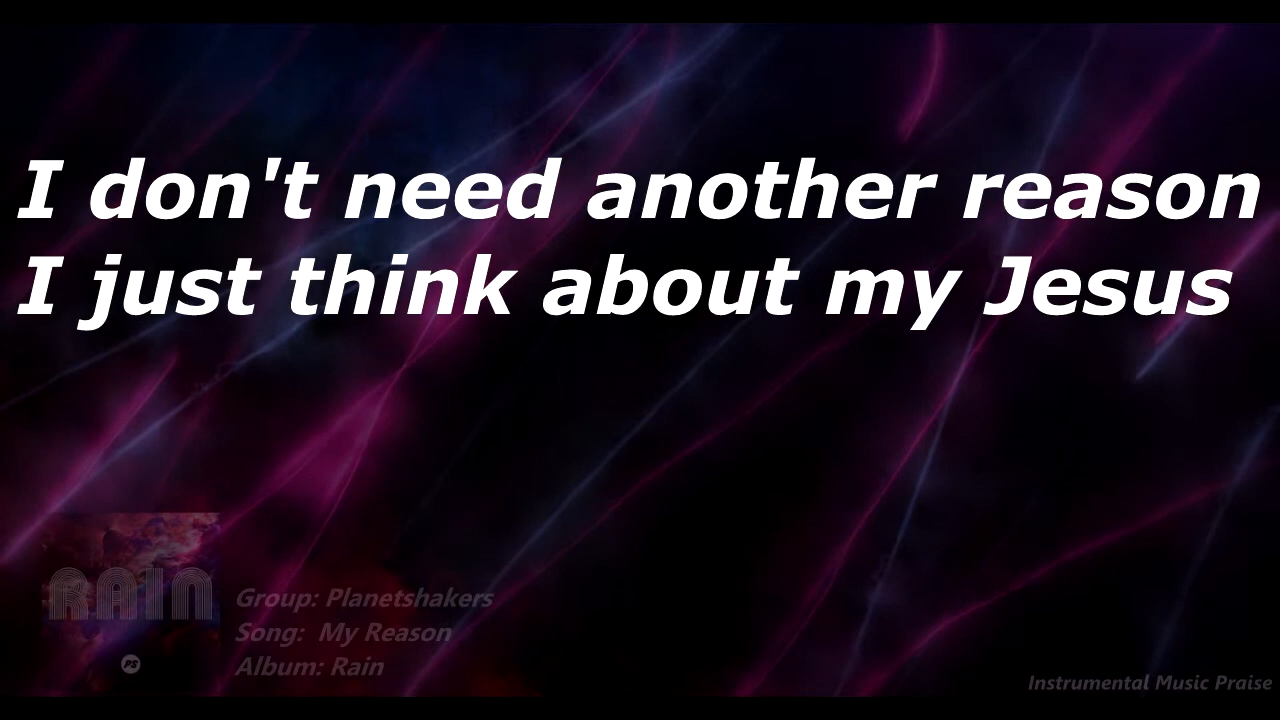 I don't need another reason
I just think about my Jesus
RAIN
PS
Group: Planetshakers
Song: My Reason
Album: Rain
Instrumental Music Praise